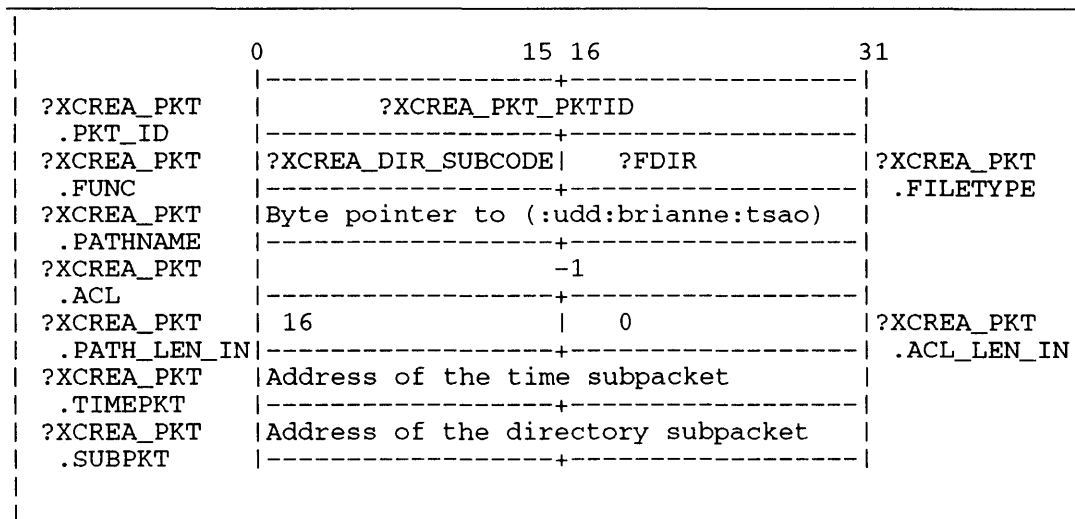 0 15 16 31
|------------------+------------------|
?XCREA_PKT | ?XCREA_PKT_PKTID |
.PKT_ID |------------------+------------------|
?XCREA_PKT |?XCREA_DIR_SUBCODE| ?FDIR |?XCREA_PKT
.FUNC |------------------+------------------| .FILETYPE
?XCREA_PKT |Byte pointer to (:udd:brianne:tsao) |
.PATHNAME |------------------+------------------|
?XCREA_PKT | -1 |
.ACL |------------------+------------------|
?XCREA_PKT | 16 | 0 |?XCREA_PKT
.PATH_LEN_IN|------------------+------------------| .ACL_LEN_IN
?XCREA_PKT |Address of the time subpacket |
.TIMEPKT |------------------+------------------|
?XCREA_PKT |Address of the directory subpacket |
.SUBPKT |------------------+------------------|